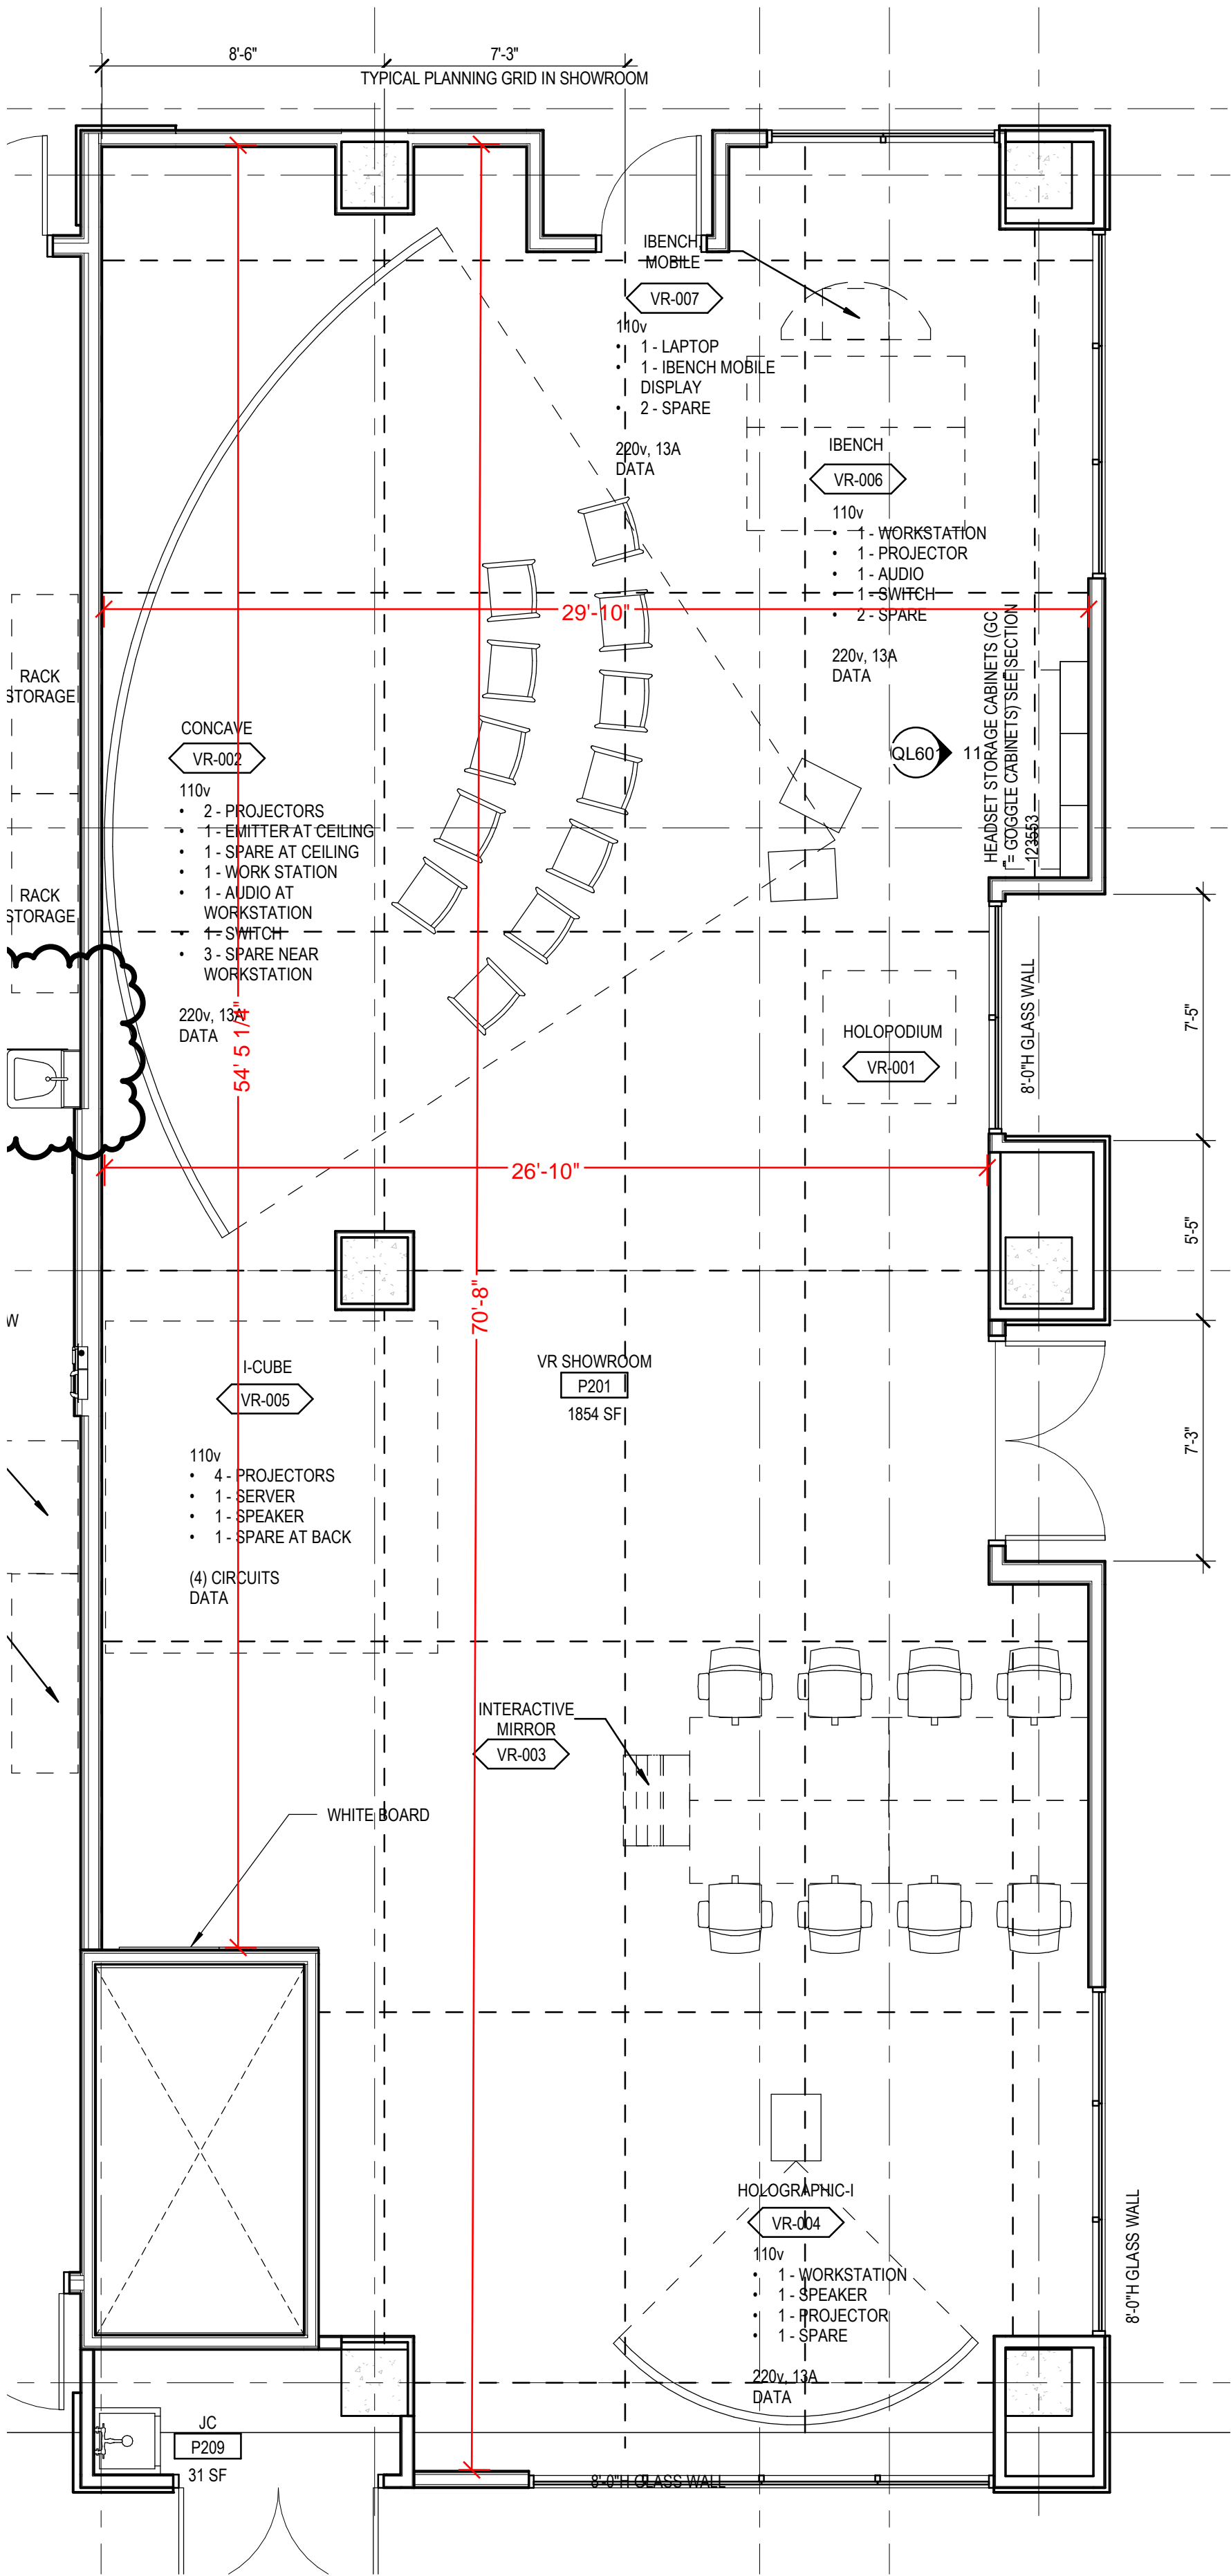 8'-6"
7'-3"
TYPICAL PLANNING GRID IN SHOWROOM
IBENCH,
MOBILE
VR-007
110v
• 1 - LAPTOP
• 1 - IBENCH MOBILE
DISPLAY
• 2 - SPARE
220v, 13A
DATA
IBENCH
VR-006
110v
• 1 - WORKSTATION
• 1 - PROJECTOR
• 1 - AUDIO
• 1 - SWITCH
• 2 - SPARE
220v, 13A
DATA
29'-10"
RACK
STORAGE
CONCAVE
VR-002
110v
• 2 - PROJECTORS
• 1 - EMITTER AT CEILING
• 1 - SPARE AT CEILING
• 1 - WORK STATION
• 1 - AUDIO AT
WORKSTATION
• 1 - SWITCH
• 3 - SPARE NEAR
WORKSTATION
220v, 13A
DATA
RACK
STORAGE
54' 5 1/4"
QL601
11
HEADSET STORAGE CABINETS (GC
"= GOGGLE CABINETS) SEE SECTION
123553
HOLOPODIUM
VR-001
8'-0"H GLASS WALL
7'-5"
26'-10"
5'-5"
70'-8"
W
I-CUBE
VR-005
110v
• 4 - PROJECTORS
• 1 - SERVER
• 1 - SPEAKER
• 1 - SPARE AT BACK
(4) CIRCUITS
DATA
VR SHOWROOM
P201
1854 SF
7'-3"
INTERACTIVE
MIRROR
VR-003
WHITE BOARD
HOLOGRAPHIC-I
VR-004
110v
• 1 - WORKSTATION
• 1 - SPEAKER
• 1 - PROJECTOR
• 1 - SPARE
220v, 13A
DATA
8'-0"H GLASS WALL
JC
P209
31 SF
8'-0"H GLASS WALL